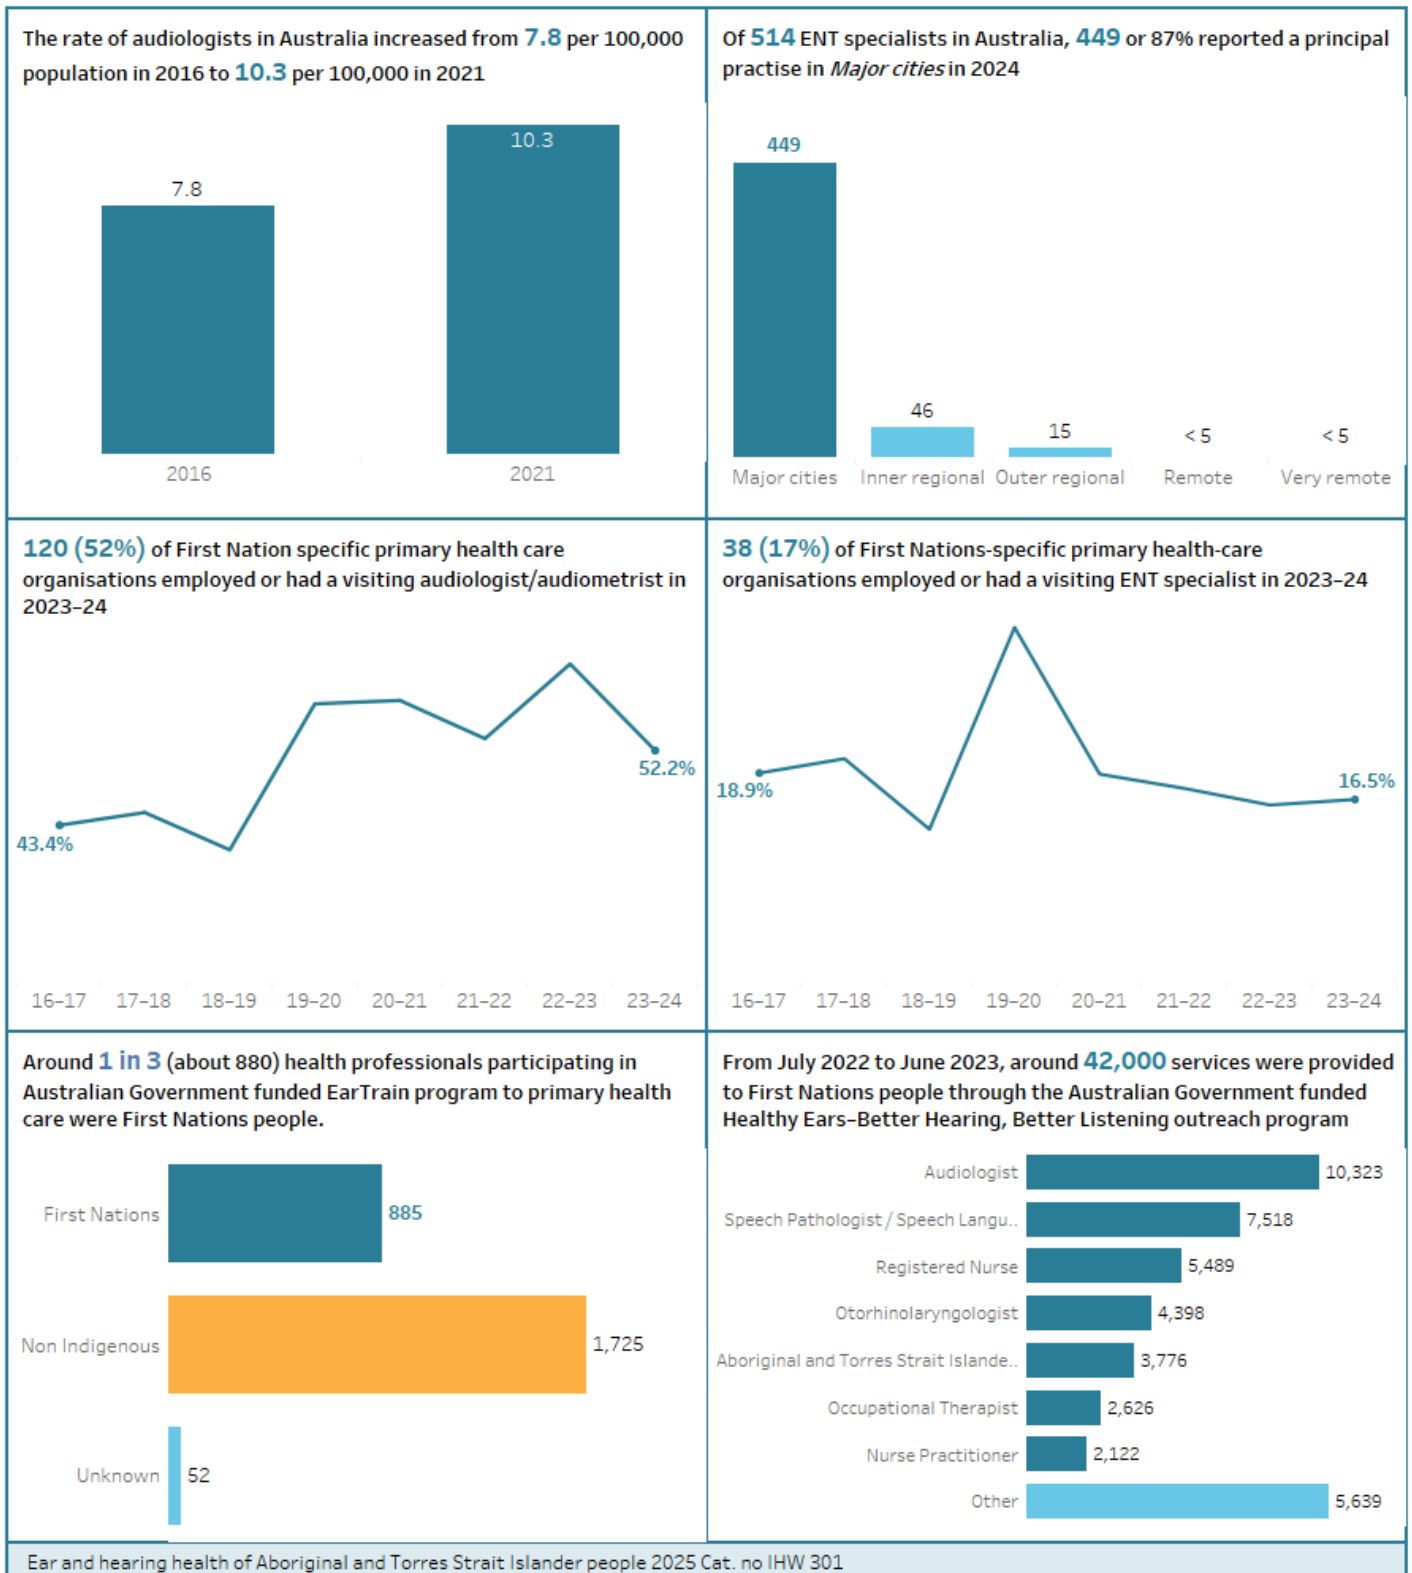 The rate of audiologists in Australia increased from 7.8 per 100,000
population in 2016 to 10.3 per 100,000 in 2021
7.8
10.3
2016
2021
Of 514 ENT specialists in Australia, 449 or 87% reported a principal
practise in Major cities in 2024
449
46
15
< 5
< 5
Major cities
Inner regional
Outer regional
Remote
Very remote
120 (52%) of First Nation specific primary health care
organisations employed or had a visiting audiologist/audiometrist in
2023–24
43.4%
52.2%
16–17
17–18
18–19
19–20
20–21
21–22
22–23
23–24
38 (17%) of First Nations-specific primary health-care
organisations employed or had a visiting ENT specialist in 2023–24
18.9%
16.5%
16–17
17–18
18–19
19–20
20–21
21–22
22–23
23–24
Around 1 in 3 (about 880) health professionals participating in
Australian Government funded EarTrain program to primary health
care were First Nations people.
First Nations
885
Non Indigenous
1,725
Unknown
52
From July 2022 to June 2023, around 42,000 services were provided
to First Nations people through the Australian Government funded
Healthy Ears–Better Hearing, Better Listening outreach program
Audiologist
10,323
Speech Pathologist / Speech Langu..
7,518
Registered Nurse
5,489
Otorhinolaryngologist
4,398
Aboriginal and Torres Strait Islande..
3,776
Occupational Therapist
2,626
Nurse Practitioner
2,122
Other
5,639
Ear and hearing health of Aboriginal and Torres Strait Islander people 2025 Cat. no IHW 301